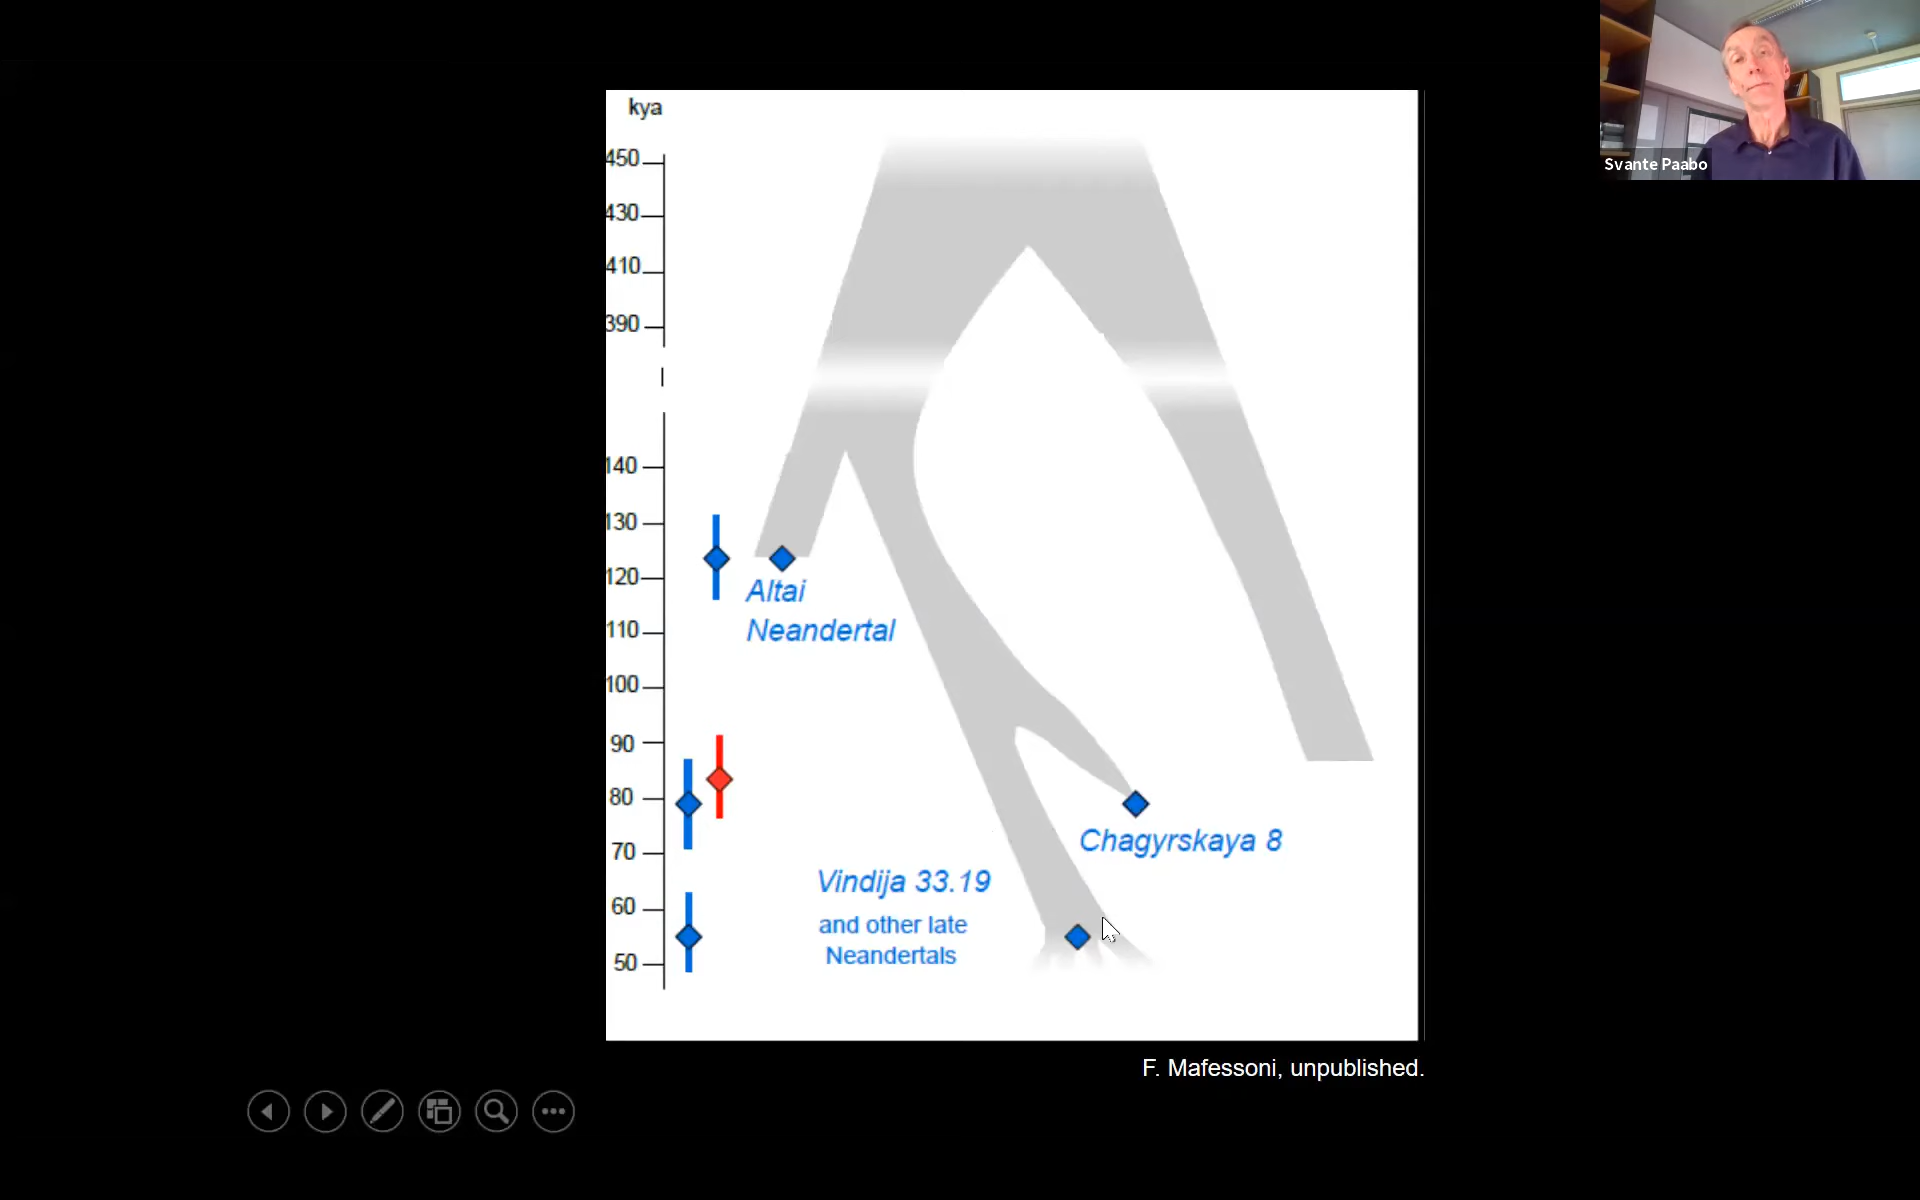 Svante Paabo
kya
450
430
410
390
140
130
120
110
100
90
80
70
60
50
Altai
Neandertal
Chagyrskaya 8
Vindija 33.19
and other late
Neandertals
F. Mafessoni, unpublished.